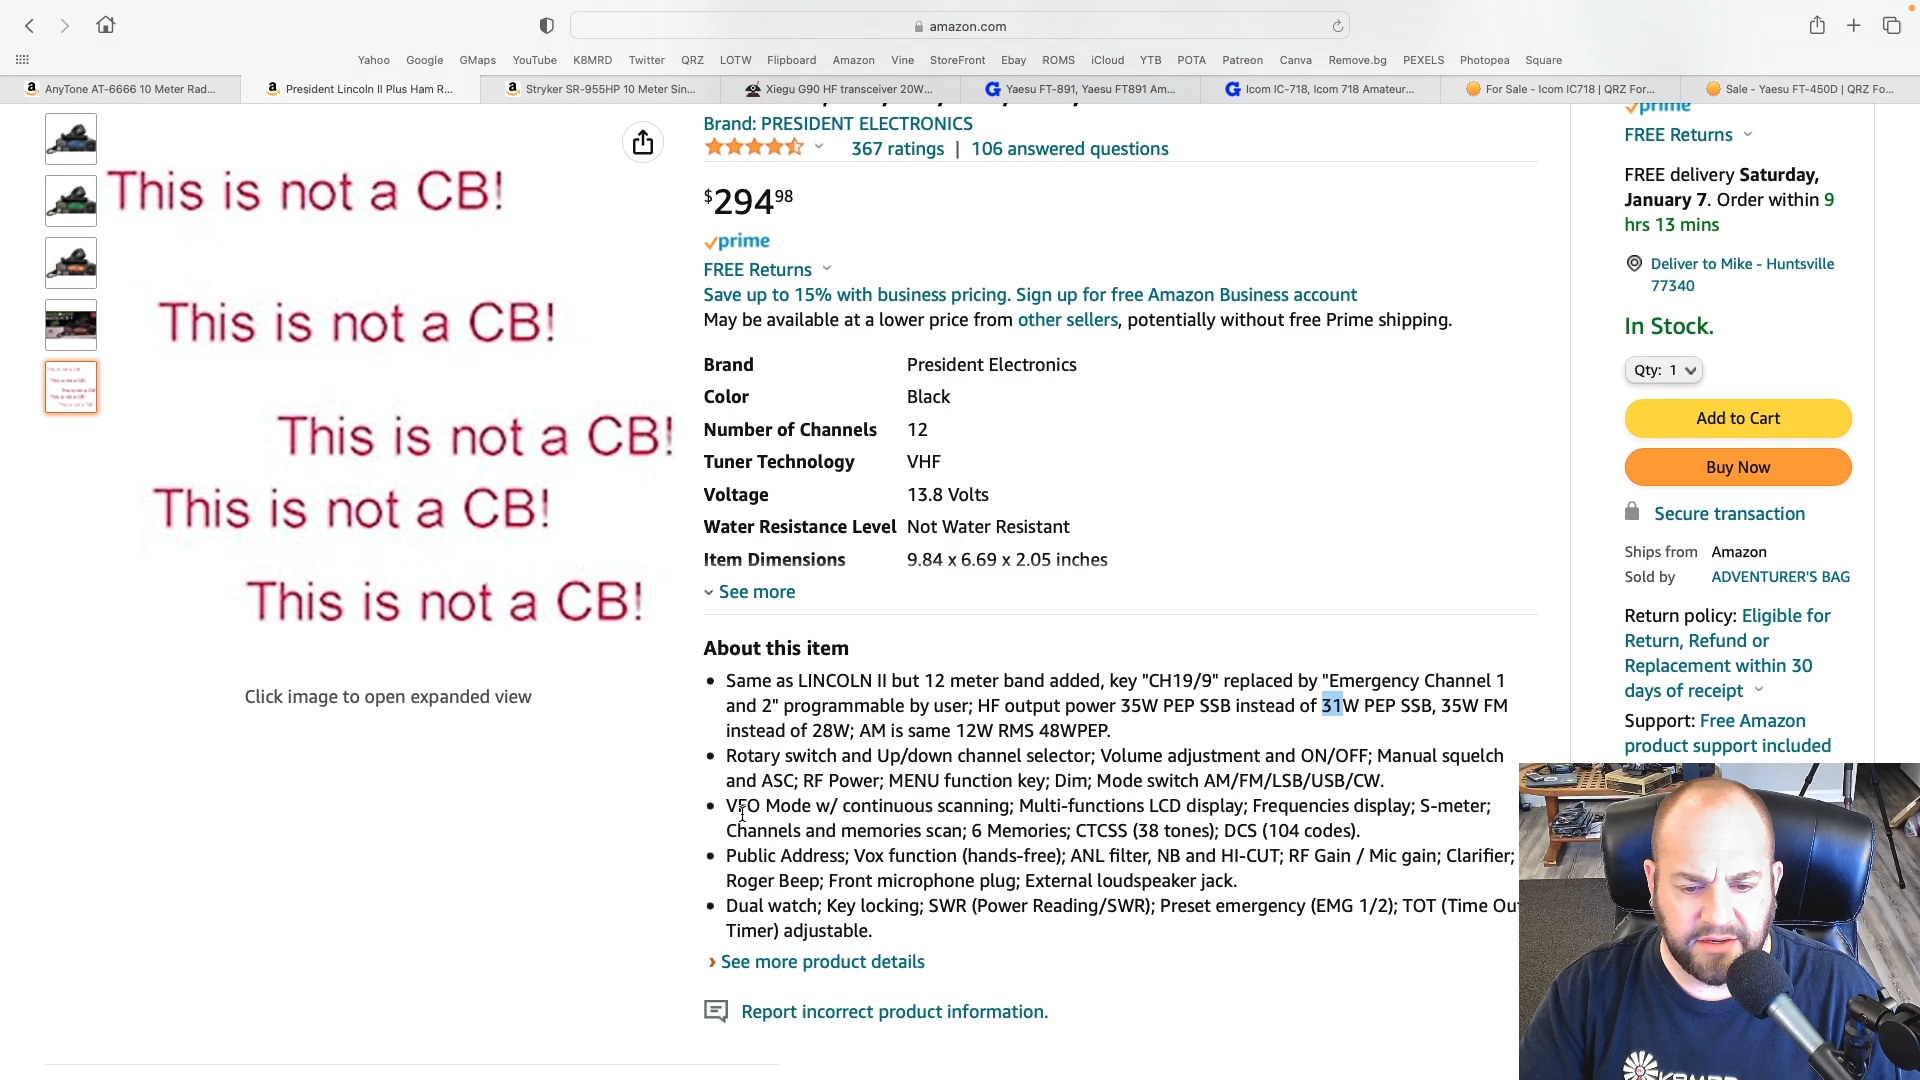 amazon.com
Yahoo Google GMaps YouTube K8MRD Twitter QRZ LOTW Flipboard Amazon Vine StoreFront Ebay ROMS iCloud YTB POTA Patreon Canva Remove.bg PEXELS Photopea Square
AnyTone AT-6666 10 Meter Rad... President Lincoln II Plus Ham R... Stryker SR-955HP 10 Meter Sin... Xiegu G90 HF transceiver 20W... Yaesu FT-891, Yaesu FT891 Am... Icom IC-718, Icom 718 Amateur... For Sale - Icom IC718 | QRZ For... Sale - Yaesu FT-450D | QRZ Fo...
This is not a CB!
This is not a CB!
This is not a CB!
This is not a CB!
This is not a CB!
Click image to open expanded view
Brand: PRESIDENT ELECTRONICS
367 ratings | 106 answered questions
$294 98
prime
FREE Returns
Save up to 15% with business pricing. Sign up for free Amazon Business account
May be available at a lower price from other sellers, potentially without free Prime shipping.
Brand President Electronics
Color Black
Number of Channels 12
Tuner Technology VHF
Voltage 13.8 Volts
Water Resistance Level Not Water Resistant
Item Dimensions 9.84 x 6.69 x 2.05 inches
See more
About this item
• Same as LINCOLN II but 12 meter band added, key "CH19/9" replaced by "Emergency Channel 1
and 2" programmable by user; HF output power 35W PEP SSB instead of 31W PEP SSB, 35W FM
instead of 28W; AM is same 12W RMS 48WPEP.
• Rotary switch and Up/down channel selector; Volume adjustment and ON/OFF; Manual squelch
and ASC; RF Power; MENU function key; Dim; Mode switch AM/FM/LSB/USB/CW.
• VFO Mode w/ continuous scanning; Multi-functions LCD display; Frequencies display; S-meter;
Channels and memories scan; 6 Memories; CTCSS (38 tones); DCS (104 codes).
• Public Address; Vox function (hands-free); ANL filter, NB and HI-CUT; RF Gain / Mic gain; Clarifier;
Roger Beep; Front microphone plug; External loudspeaker jack.
• Dual watch; Key locking; SWR (Power Reading/SWR); Preset emergency (EMG 1/2); TOT (Time Out
Timer) adjustable.
› See more product details
Report incorrect product information.
prime
FREE Returns
FREE delivery Saturday,
January 7. Order within 9
hrs 13 mins
Deliver to Mike - Huntsville
77340
In Stock.
Qty: 1
Add to Cart
Buy Now
Secure transaction
Ships from Amazon
Sold by ADVENTURER'S BAG
Return policy: Eligible for
Return, Refund or
Replacement within 30
days of receipt
Support: Free Amazon
product support included
K8MRD